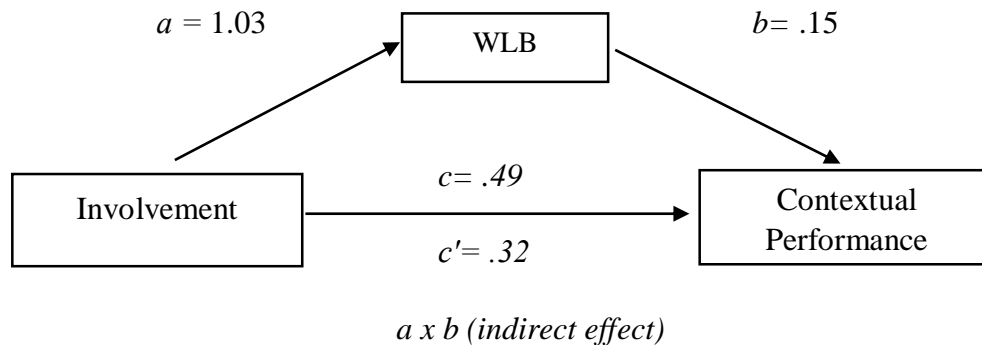 a = 1.03
WLB
b= .15
Involvement
c= .49
c'= .32
Contextual
Performance
a x b (indirect effect)